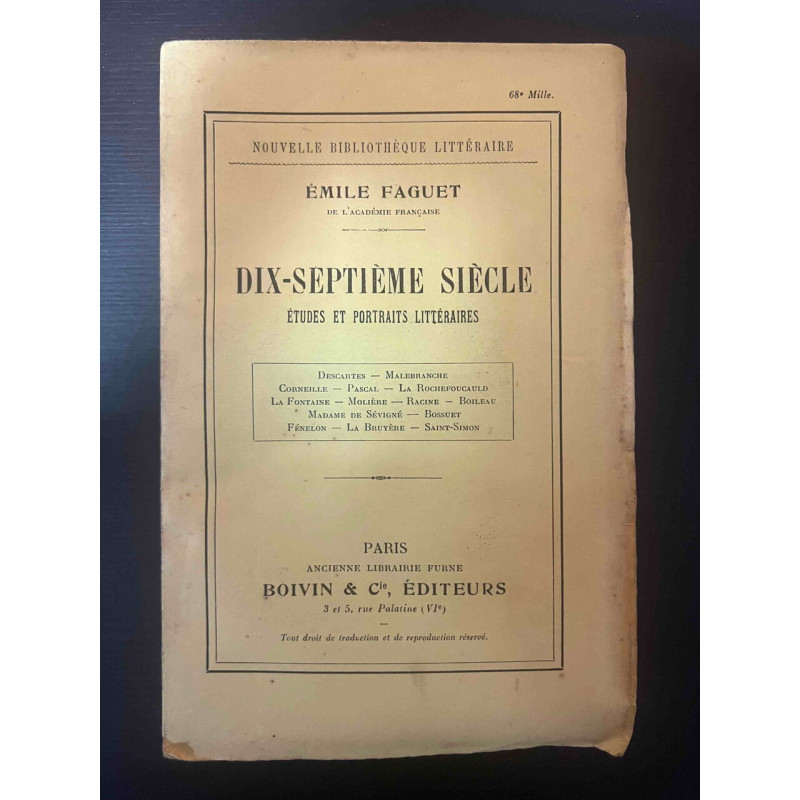 68e Mille.
NOUVELLE BIBLIOTHÈQUE LITTÉRAIRE
ÉMILE FAGUET
DE L'ACADÉMIE FRANÇAISE
DIX-SEPTIÈME SIÈCLE
ÉTUDES ET PORTRAITS LITTÉRAIRES
DESCARTES — MALEBRANCHE
CORNEILLE — PASCAL — LA ROCHEFOUCAULD
LA FONTAINE — MOLIÈRE — RACINE — BOILEAU
MADAME DE SÉVIGNÉ — BOSSUET
FÉNELON — LA BRUYÈRE — SAINT-SIMON
PARIS
ANCIENNE LIBRAIRIE FURNE
BOIVIN & Cie, ÉDITEURS
3 et 5, rue Palatine (VIe)
Tout droit de traduction et de reproduction réservé.